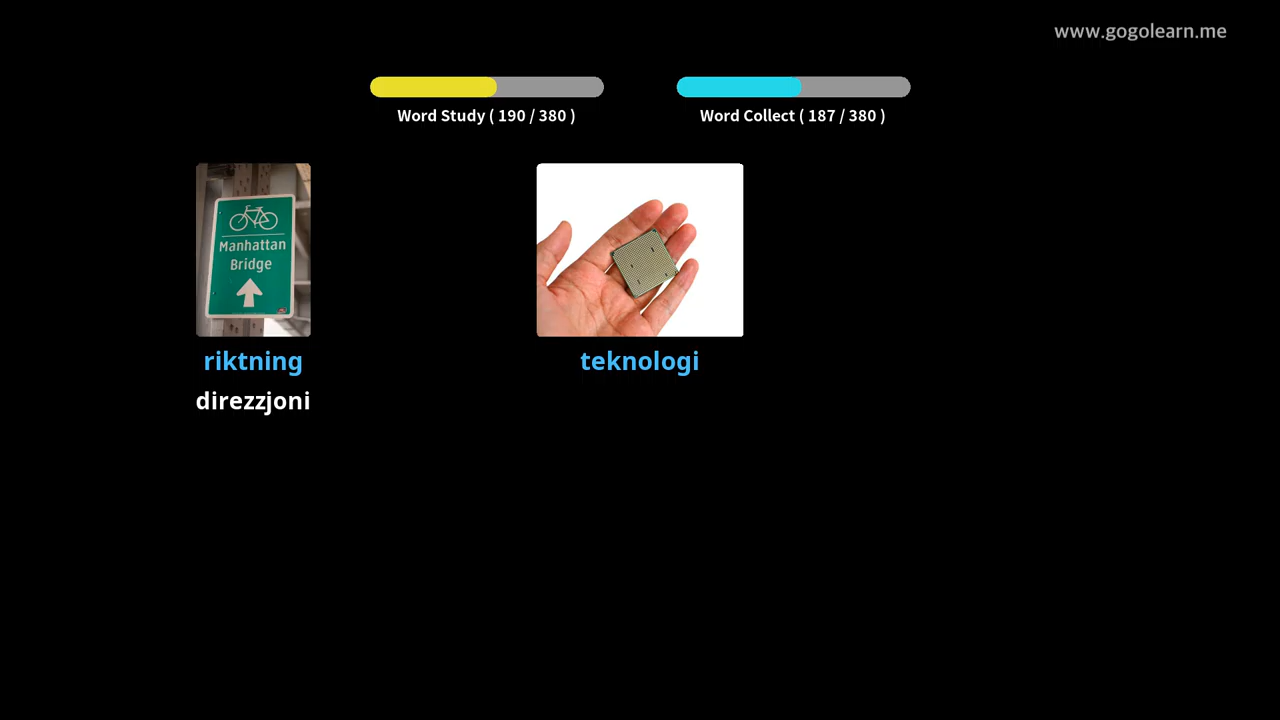 www.gogolearn.me
Word Study ( 190 / 380 )
Word Collect ( 187 / 380 )
Manhattan
Bridge
riktning
direzzjoni
teknologi